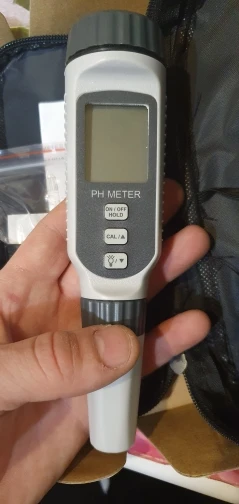 PH METER
ON / OFF
HOLD
CAL / ▲
/ ▼